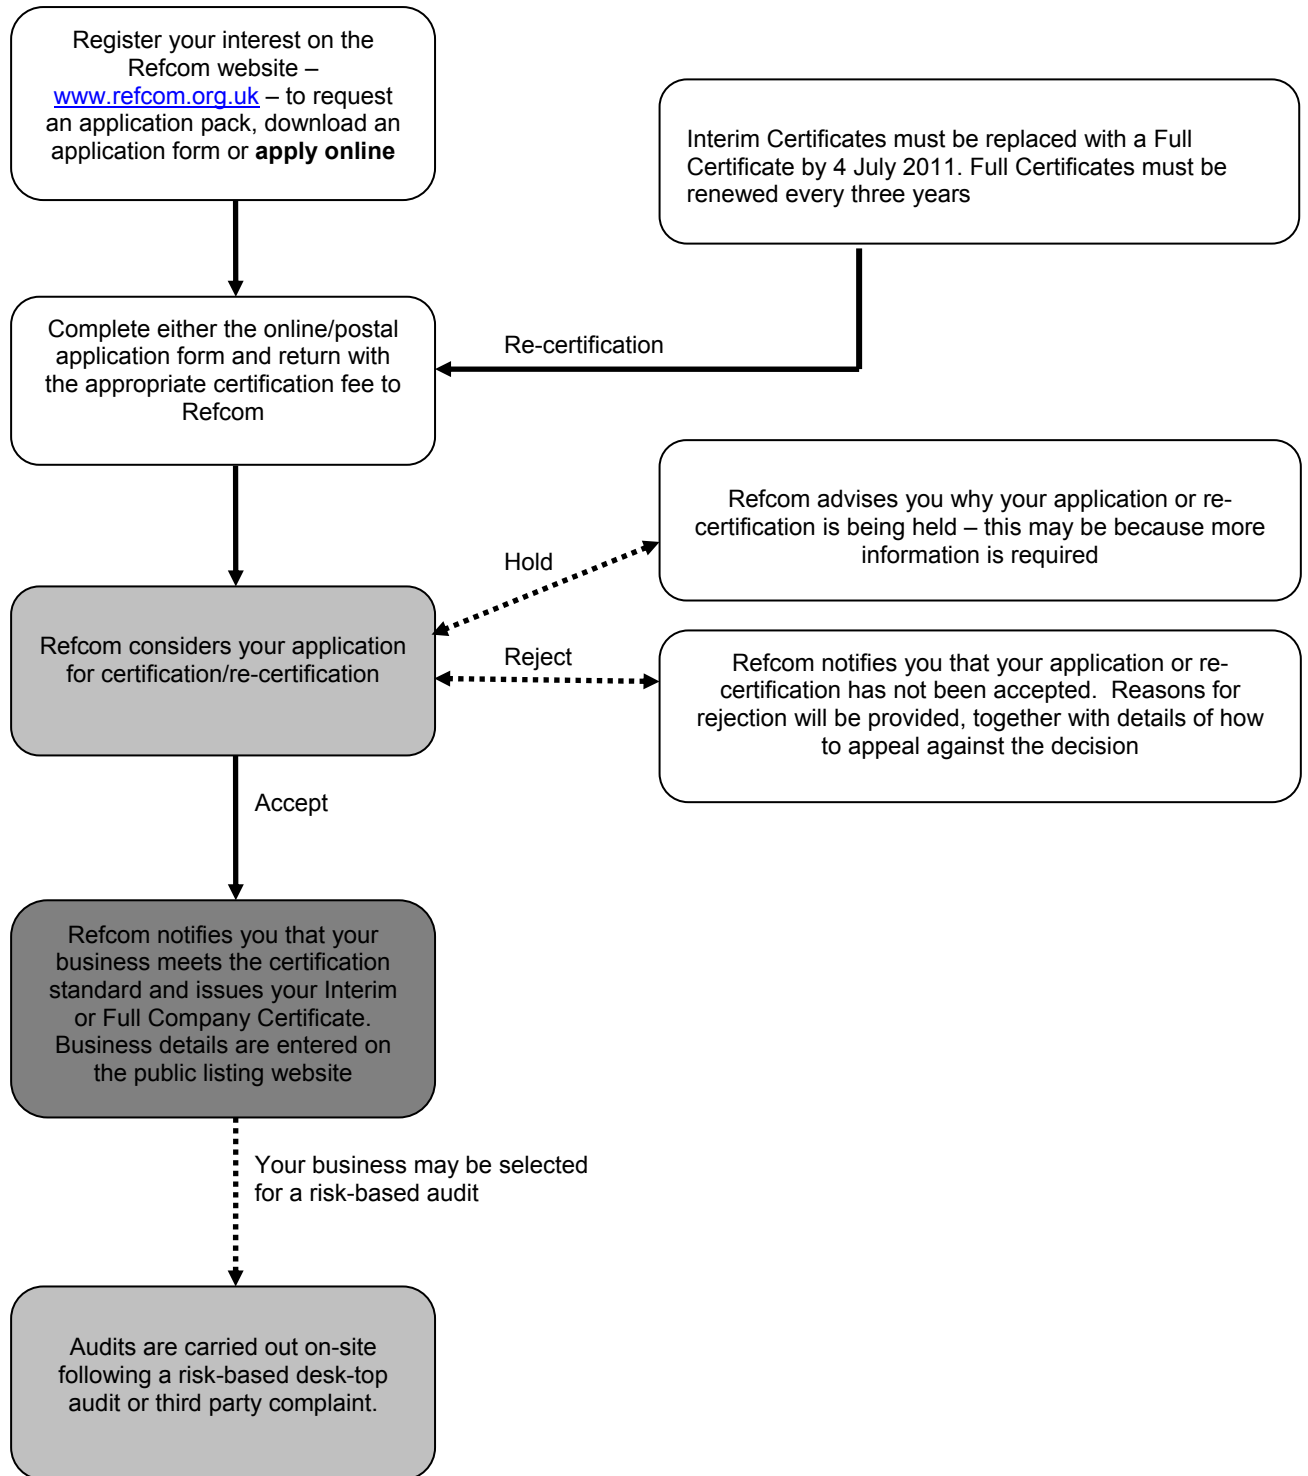 Register your interest on the
Refcom website –
www.refcom.org.uk – to request
an application pack, download an
application form or apply online
Interim Certificates must be replaced with a Full
Certificate by 4 July 2011. Full Certificates must be
renewed every three years
Complete either the online/postal
application form and return with
the appropriate certification fee to
Refcom
Re-certification
Refcom advises you why your application or re-
certification is being held – this may be because more
information is required
Hold
Refcom considers your application
for certification/re-certification
Reject
Refcom notifies you that your application or re-
certification has not been accepted.  Reasons for
rejection will be provided, together with details of how
to appeal against the decision
Accept
Refcom notifies you that your
business meets the certification
standard and issues your Interim
or Full Company Certificate.
Business details are entered on
the public listing website
Your business may be selected
for a risk-based audit
Audits are carried out on-site
following a risk-based desk-top
audit or third party complaint.